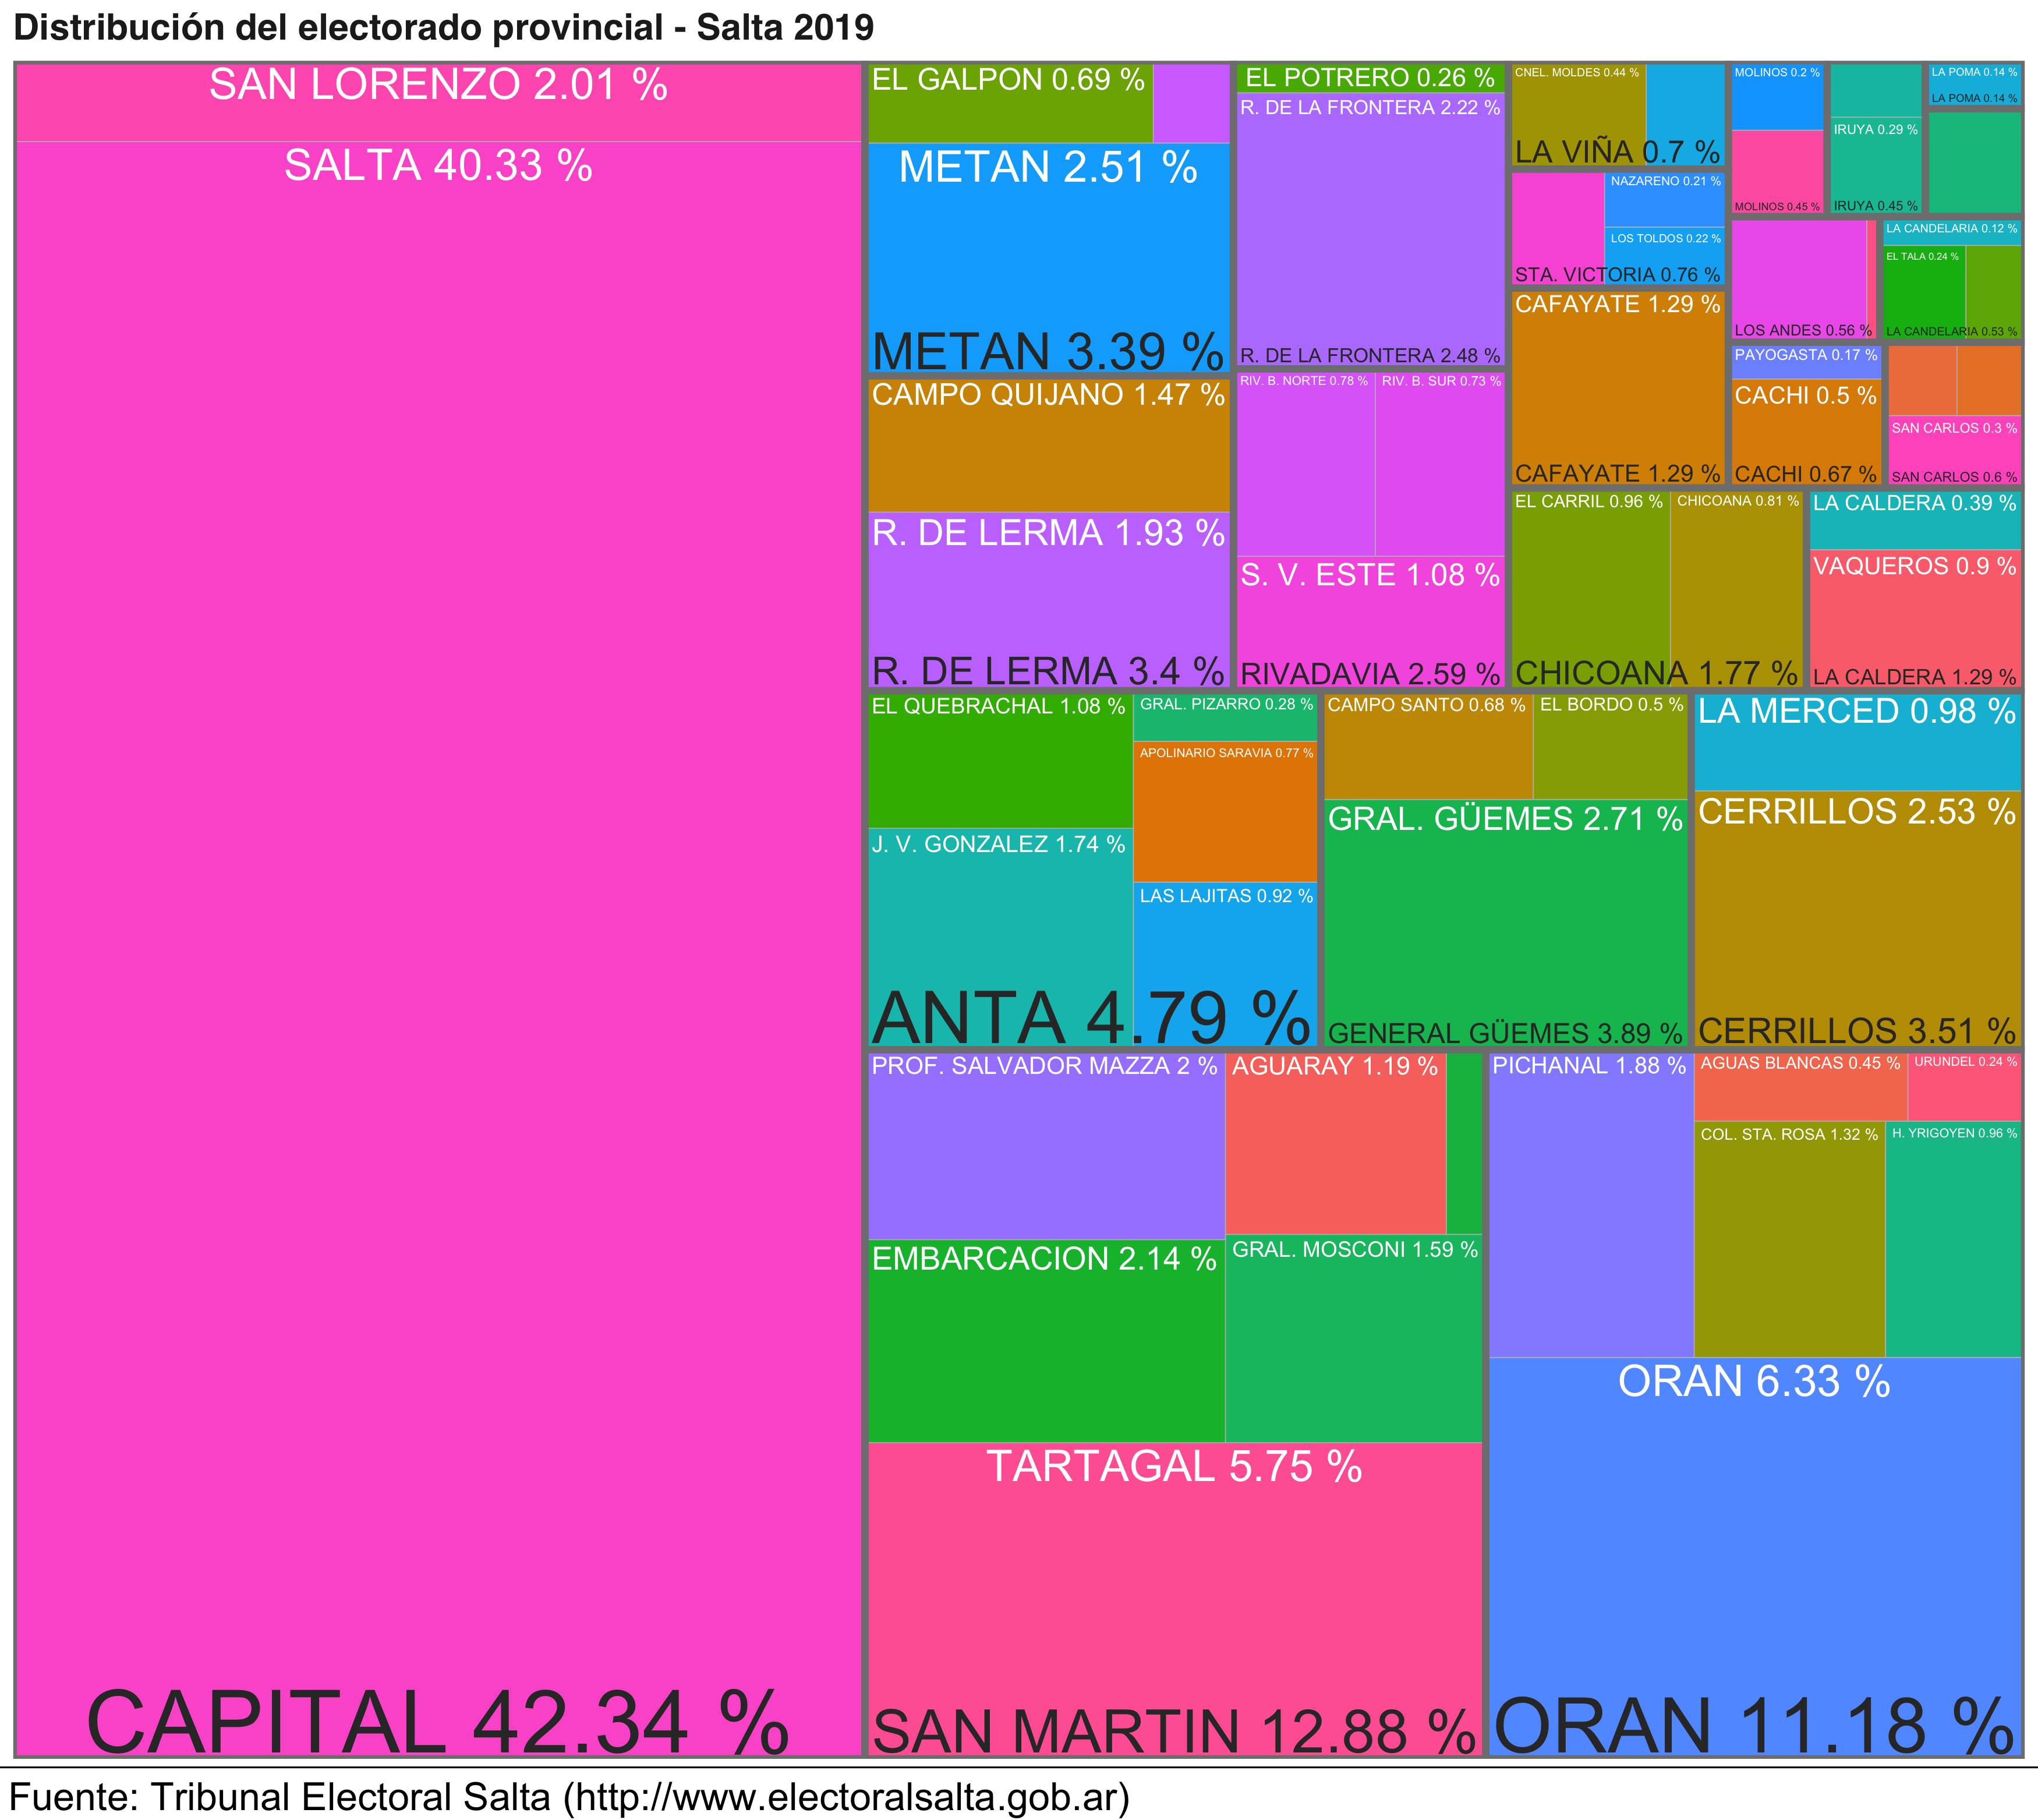 Distribución del electorado provincial - Salta 2019
SAN LORENZO 2.01 %
SALTA 40.33 %
CAPITAL 42.34 %
EL GALPON 0.69 %
METAN 2.51 %
METAN 3.39 %
CAMPO QUIJANO 1.47 %
R. DE LERMA 1.93 %
R. DE LERMA 3.4 %
EL POTRERO 0.26 %
R. DE LA FRONTERA 2.22 %
R. DE LA FRONTERA 2.48 %
RIV. B. NORTE 0.78 %
RIV. B. SUR 0.73 %
S. V. ESTE 1.08 %
RIVADAVIA 2.59 %
CNEL. MOLDES 0.44 %
LA VIÑA 0.7 %
NAZARENO 0.21 %
LOS TOLDOS 0.22 %
STA. VICTORIA 0.76 %
CAFAYATE 1.29 %
CAFAYATE 1.29 %
MOLINOS 0.2 %
MOLINOS 0.45 %
IRUYA 0.29 %
IRUYA 0.45 %
LA POMA 0.14 %
LA POMA 0.14 %
LOS ANDES 0.56 %
LA CANDELARIA 0.12 %
EL TALA 0.24 %
LA CANDELARIA 0.53 %
PAYOGASTA 0.17 %
CACHI 0.5 %
CACHI 0.67 %
SAN CARLOS 0.3 %
SAN CARLOS 0.6 %
EL CARRIL 0.96 %
CHICOANA 0.81 %
CHICOANA 1.77 %
LA CALDERA 0.39 %
VAQUEROS 0.9 %
LA CALDERA 1.29 %
EL QUEBRACHAL 1.08 %
GRAL. PIZARRO 0.28 %
APOLINARIO SARAVIA 0.77 %
J. V. GONZALEZ 1.74 %
LAS LAJITAS 0.92 %
ANTA 4.79 %
CAMPO SANTO 0.68 %
EL BORDO 0.5 %
GRAL. GÜEMES 2.71 %
GENERAL GÜEMES 3.89 %
LA MERCED 0.98 %
CERRILLOS 2.53 %
CERRILLOS 3.51 %
PROF. SALVADOR MAZZA 2 %
AGUARAY 1.19 %
EMBARCACION 2.14 %
GRAL. MOSCONI 1.59 %
TARTAGAL 5.75 %
SAN MARTIN 12.88 %
PICHANAL 1.88 %
AGUAS BLANCAS 0.45 %
URUNDEL 0.24 %
COL. STA. ROSA 1.32 %
H. YRIGOYEN 0.96 %
ORAN 6.33 %
ORAN 11.18 %
Fuente: Tribunal Electoral Salta (http://www.electoralsalta.gob.ar)